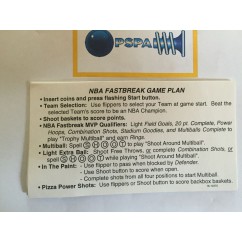 PSPA
NBA FASTBREAK GAME PLAN
• Insert coins and press flashing Start button.
• Team Selection: Use flippers to select your Team at game start. Beat the
selected Team's score to be an NBA Champion.
• Shoot baskets to score points.
• NBA Fastbreak MVP Qualifiers: Light Field Goals, 20 pt. Complete, Power
Hoops, Combination Shots, Stadium Goodies, and Multiballs Complete to
play "Trophy Multiball" and earn Rings.
• Multiball: Spell SHOOT to play "Shoot Around Multiball".
• Light Extra Ball: Shoot Free Throws, or complete Combination Shots,
or spell SHOOT while playing "Shoot Around Multiball".
• In The Paint: - Use flippers to pass when blocked by Defender.
- Use Shoot button to score when open.
- Complete shots from all four positions to start Multiball.
• Pizza Power Shots: Use flippers or Shoot button to score backbox baskets.